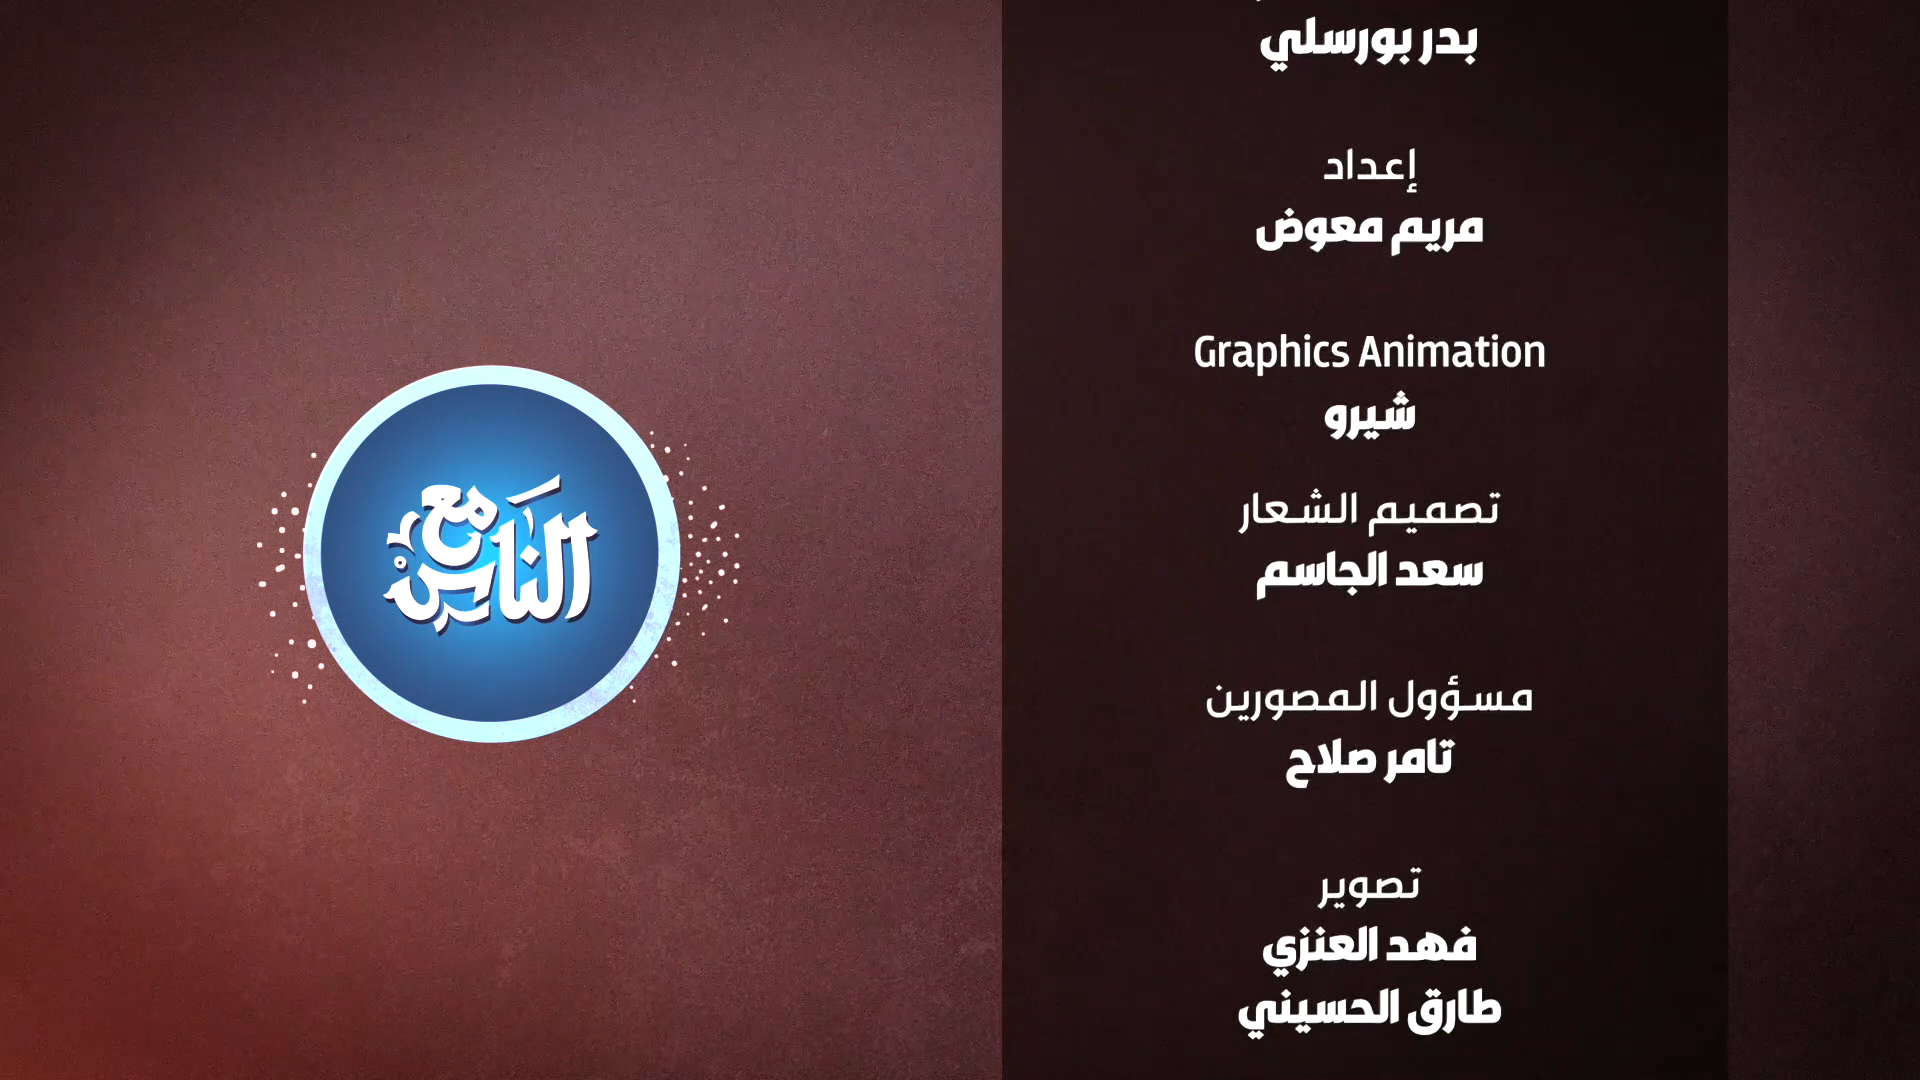 مع
الناس
بدر بورسلي
إعداد
مريم معوض
Graphics Animation
شيرو
تصميم الشعار
سعد الجاسم
مسؤول المصورين
تامر صلاح
تصوير
فهد العنزي
طارق الحسيني